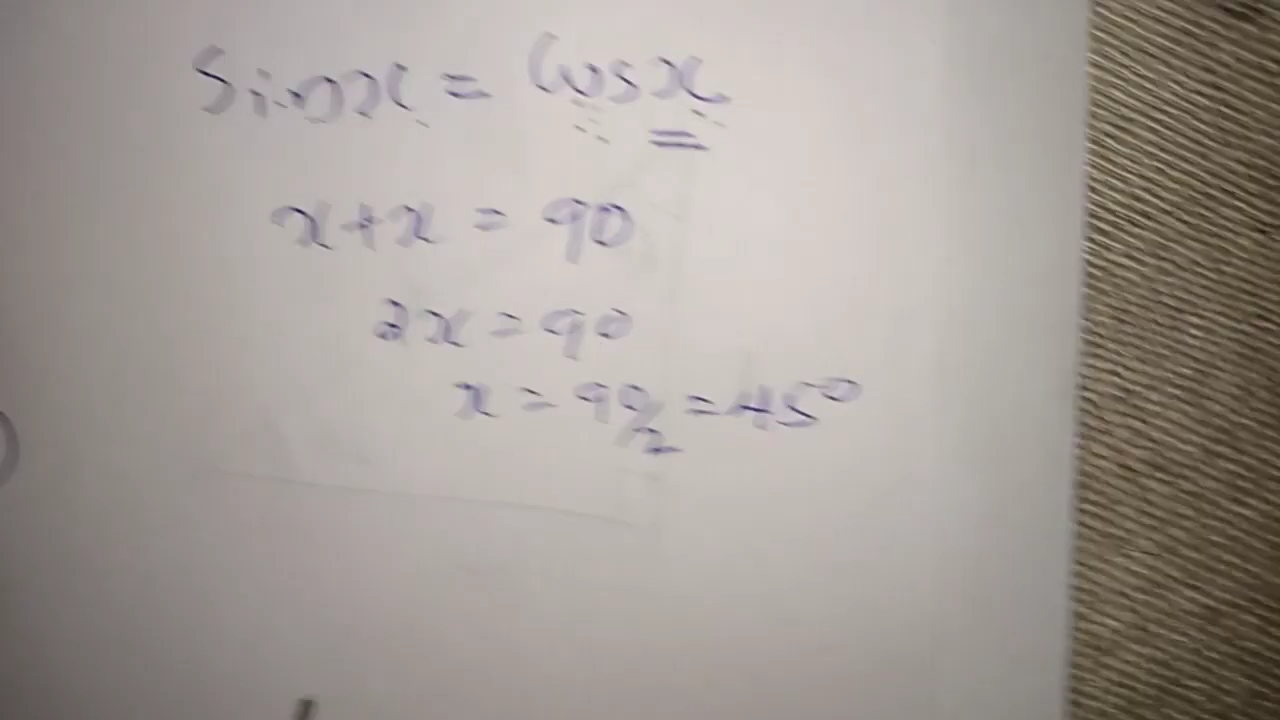 Sinx = Cosx
x+x = 90
2x = 90
x = 90/2 = 45°